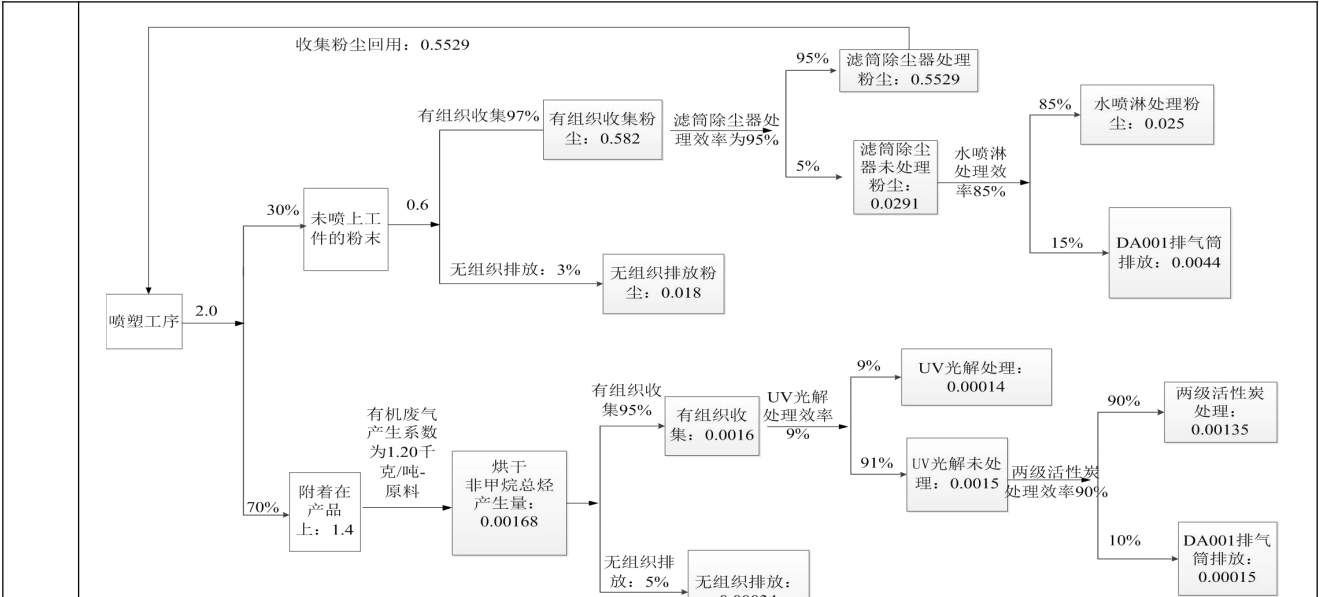 收集粉尘回用：0.5529
95%
滤筒除尘器处理
粉尘：0.5529
有组织收集97%
有组织收集粉
尘：0.582
滤筒除尘器处
理效率为95%
5%
滤筒除尘
器未处理
粉尘：
0.0291
水喷淋
处理效
率85%
85%
水喷淋处理粉
尘：0.025
15%
DA001排气筒
排放：0.0044
30%
未喷上工
件的粉末
0.6
无组织排放：3%
无组织排放粉
尘：0.018
喷塑工序
2.0
70%
附着在
产品
上：1.4
有机废气
产生系数
为1.20千
克/吨-
原料
烘干
非甲烷总烃
产生量：
0.00168
有组织收
集95%
有组织收
集：0.0016
UV光解
处理效率
9%
9%
UV光解处理：
0.00014
91%
UV光解未处
理：0.0015
两级活性炭
处理效率90%
90%
两级活性炭
处理：
0.00135
10%
DA001排气
筒排放：
0.00015
无组织排
放：5%
无组织排放：